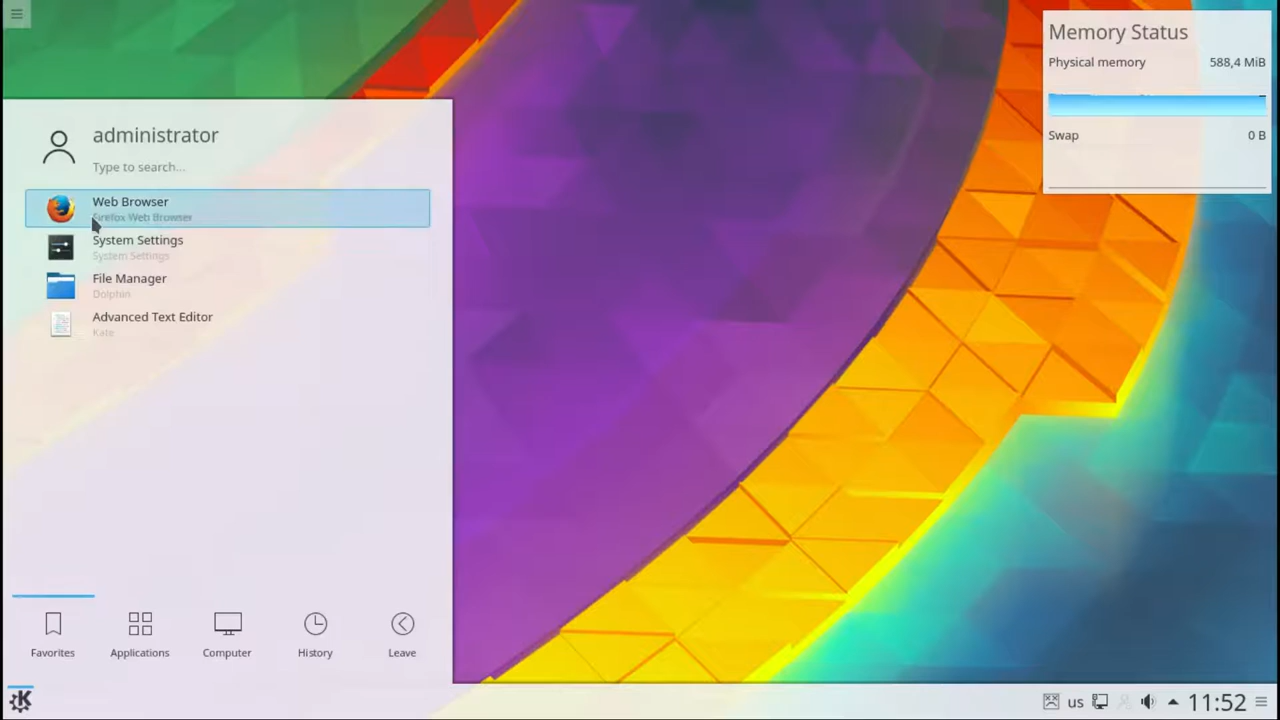 Memory Status
Physical memory 588,4 MiB
Swap 0 B
administrator
Type to search...
Web Browser
Firefox Web Browser
System Settings
System Settings
File Manager
Dolphin
Advanced Text Editor
Kate
Favorites Applications Computer History Leave
us 11:52